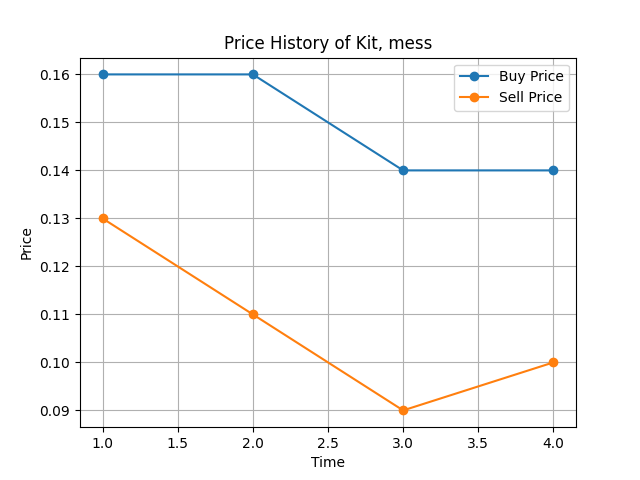 Price History of Kit, mess
Buy Price
Sell Price
0.16
0.15
0.14
0.13
0.12
0.11
0.10
0.09
Price
1.0 1.5 2.0 2.5 3.0 3.5 4.0
Time